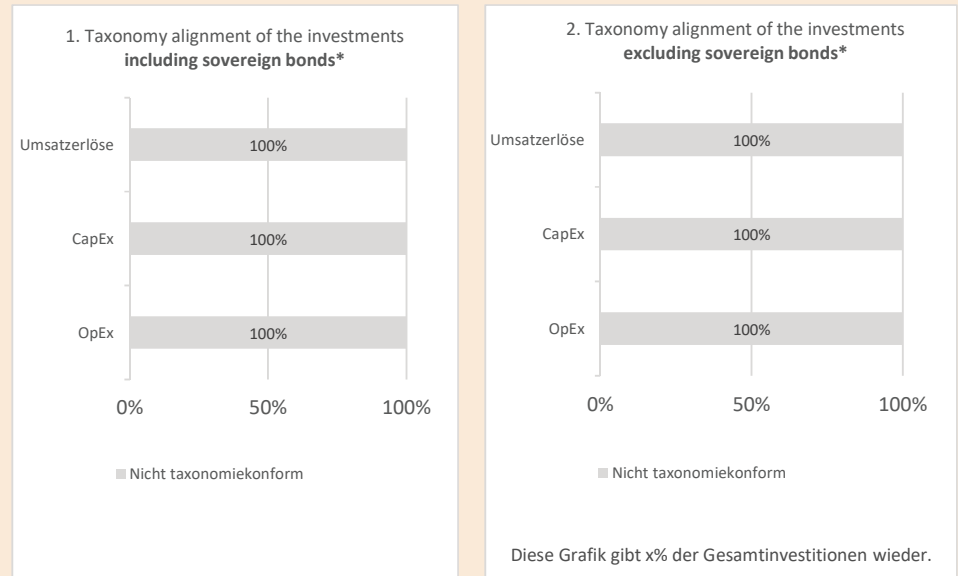 1. Taxonomy alignment of the investments
including sovereign bonds*
Umsatzerlöse
100%
CapEx
100%
OpEx
100%
0%
50%
100%
Nicht taxonomiekonform
2. Taxonomy alignment of the investments
excluding sovereign bonds*
Umsatzerlöse
100%
CapEx
100%
OpEx
100%
0%
50%
100%
Nicht taxonomiekonform
Diese Grafik gibt x% der Gesamtinvestitionen wieder.